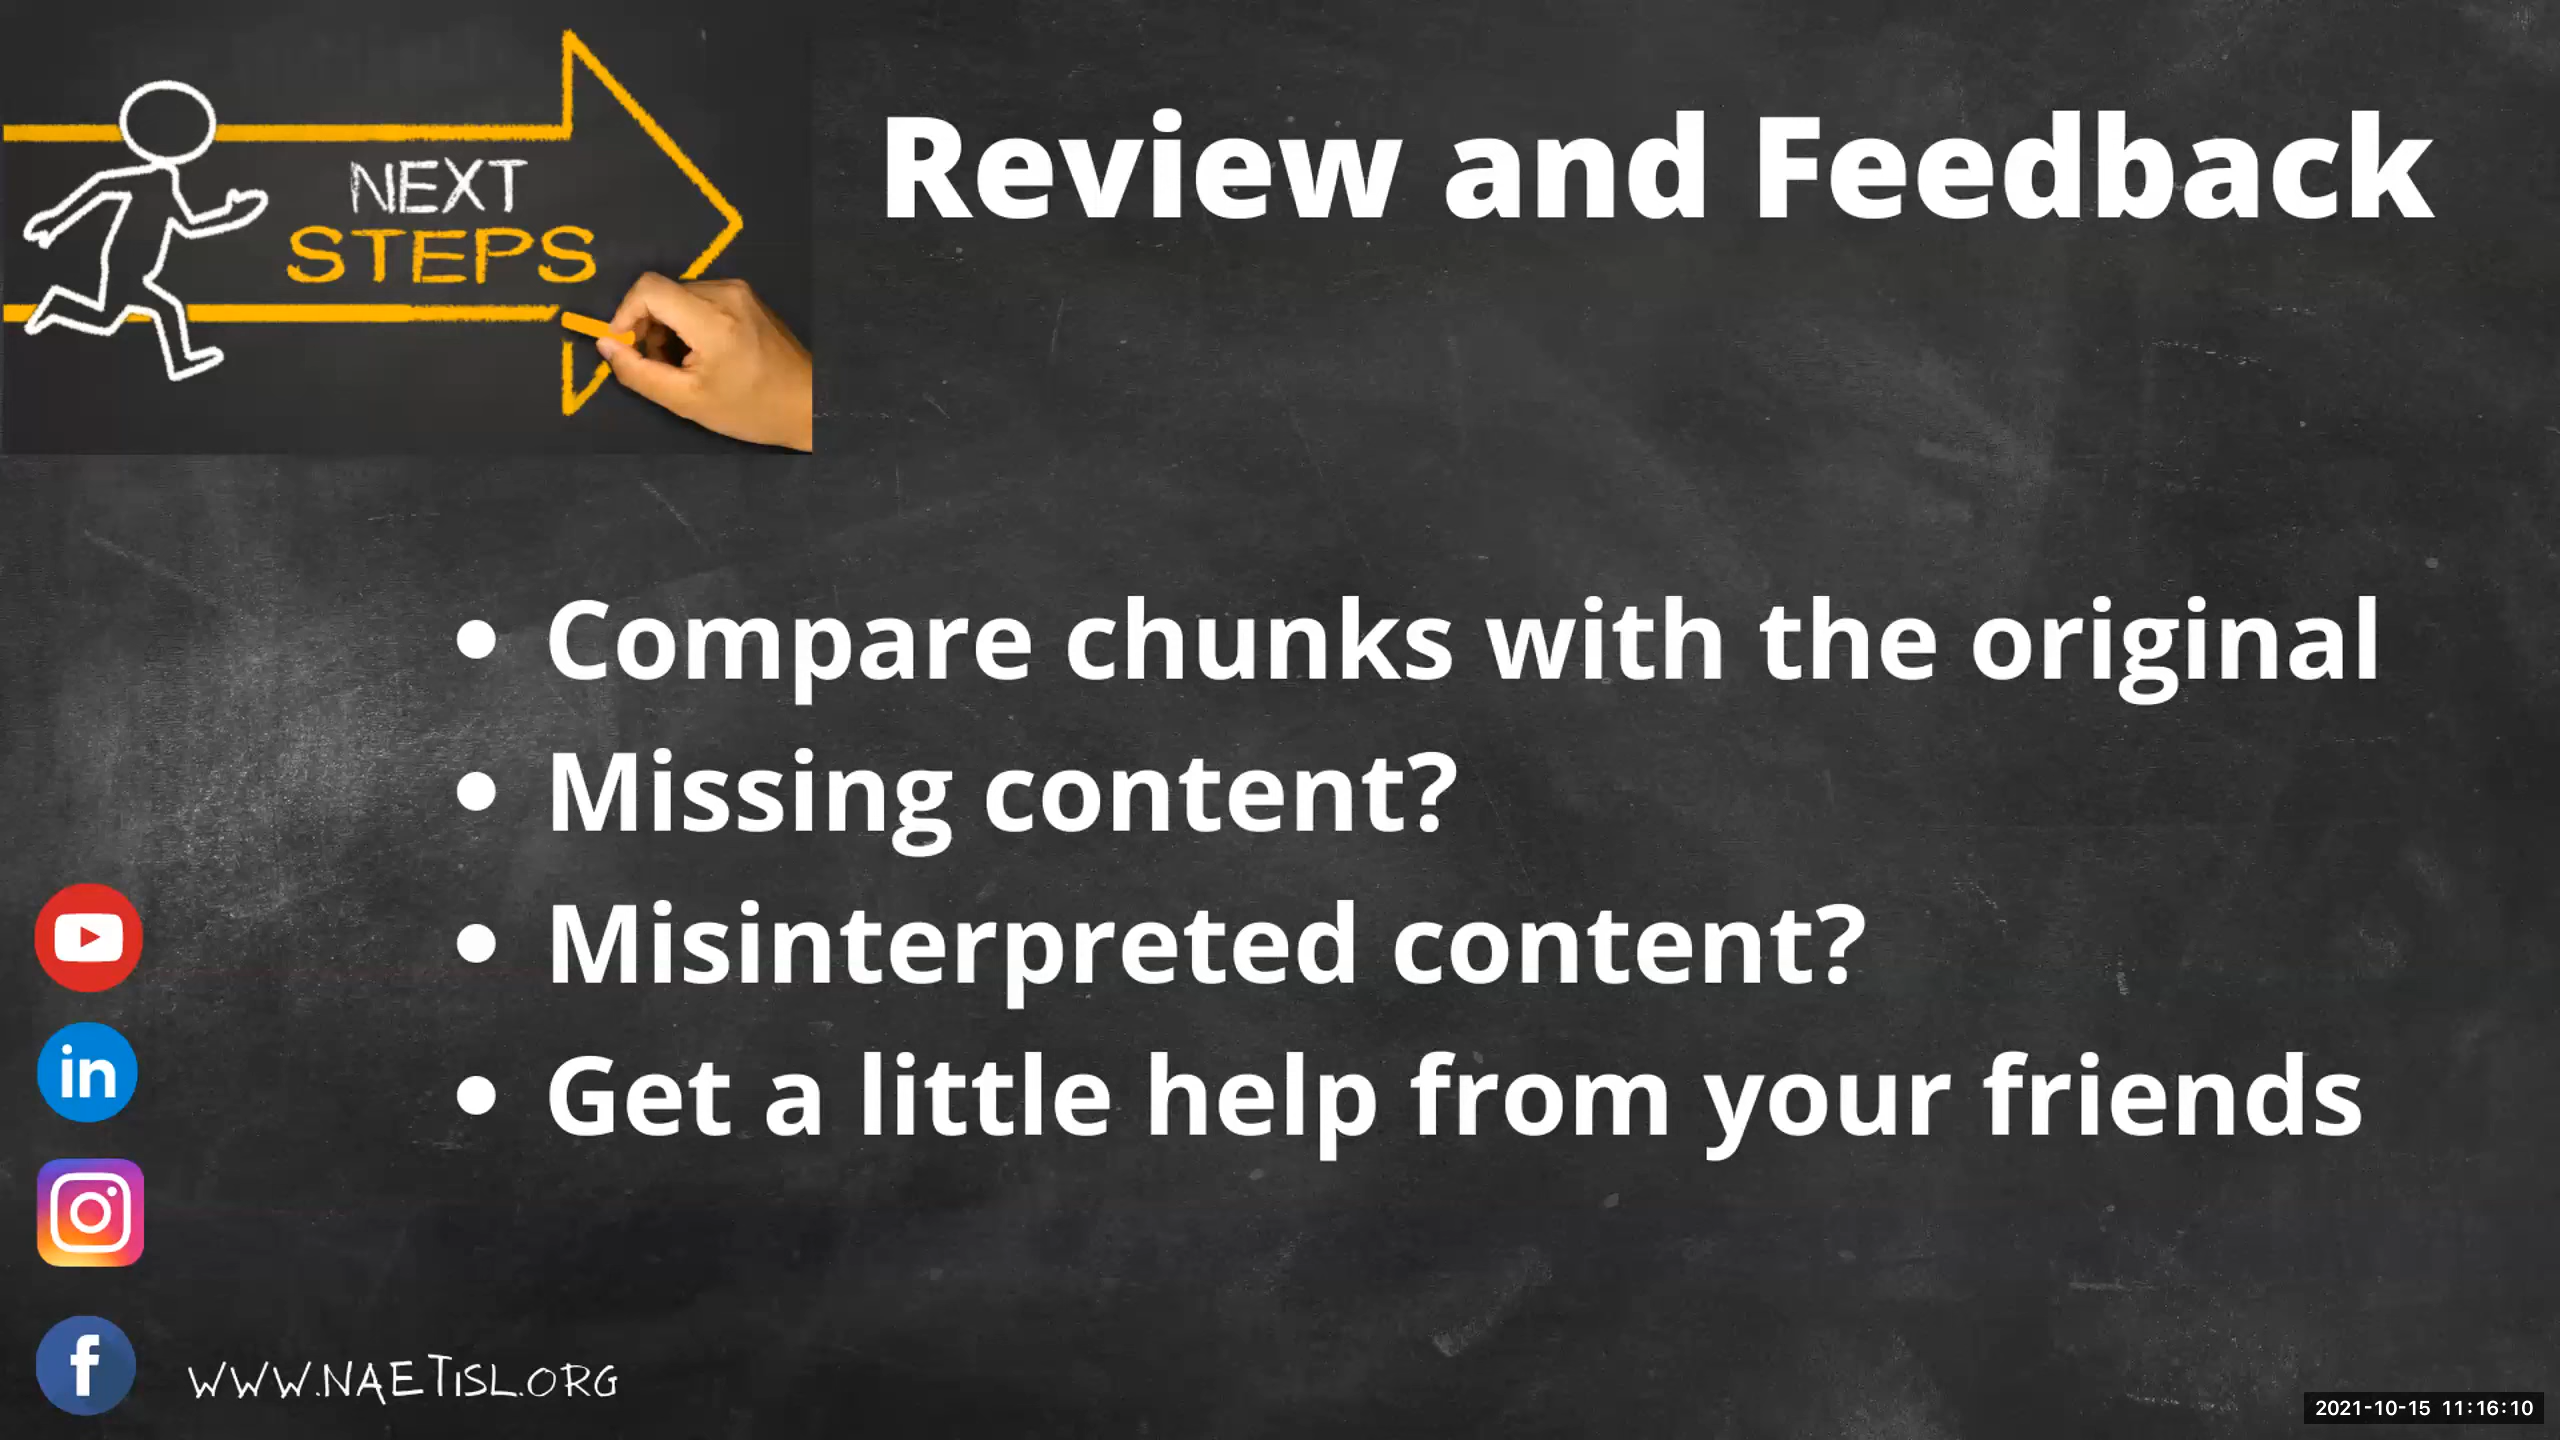 NEXT
STEPS
Review and Feedback
• Compare chunks with the original
• Missing content?
• Misinterpreted content?
• Get a little help from your friends
in
f
WWW.NAETISL.ORG
2021-10-15 11:16:10